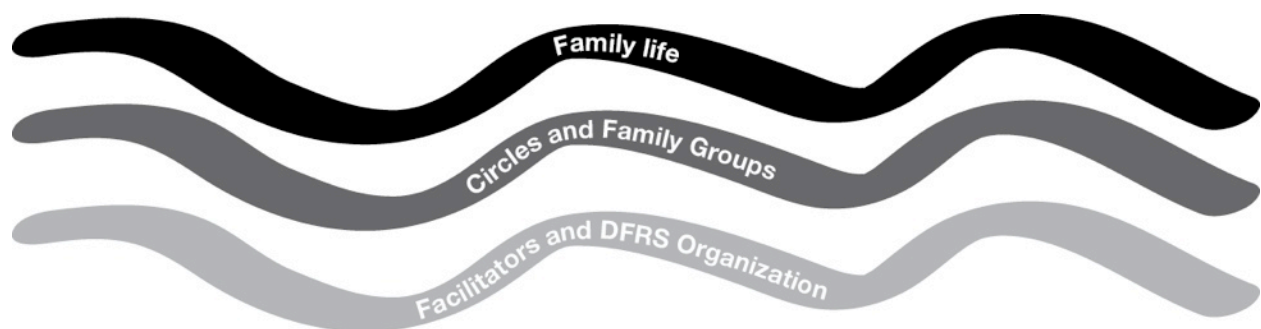 Family life
Circles and Family Groups
Facilitators and DFRS Organization